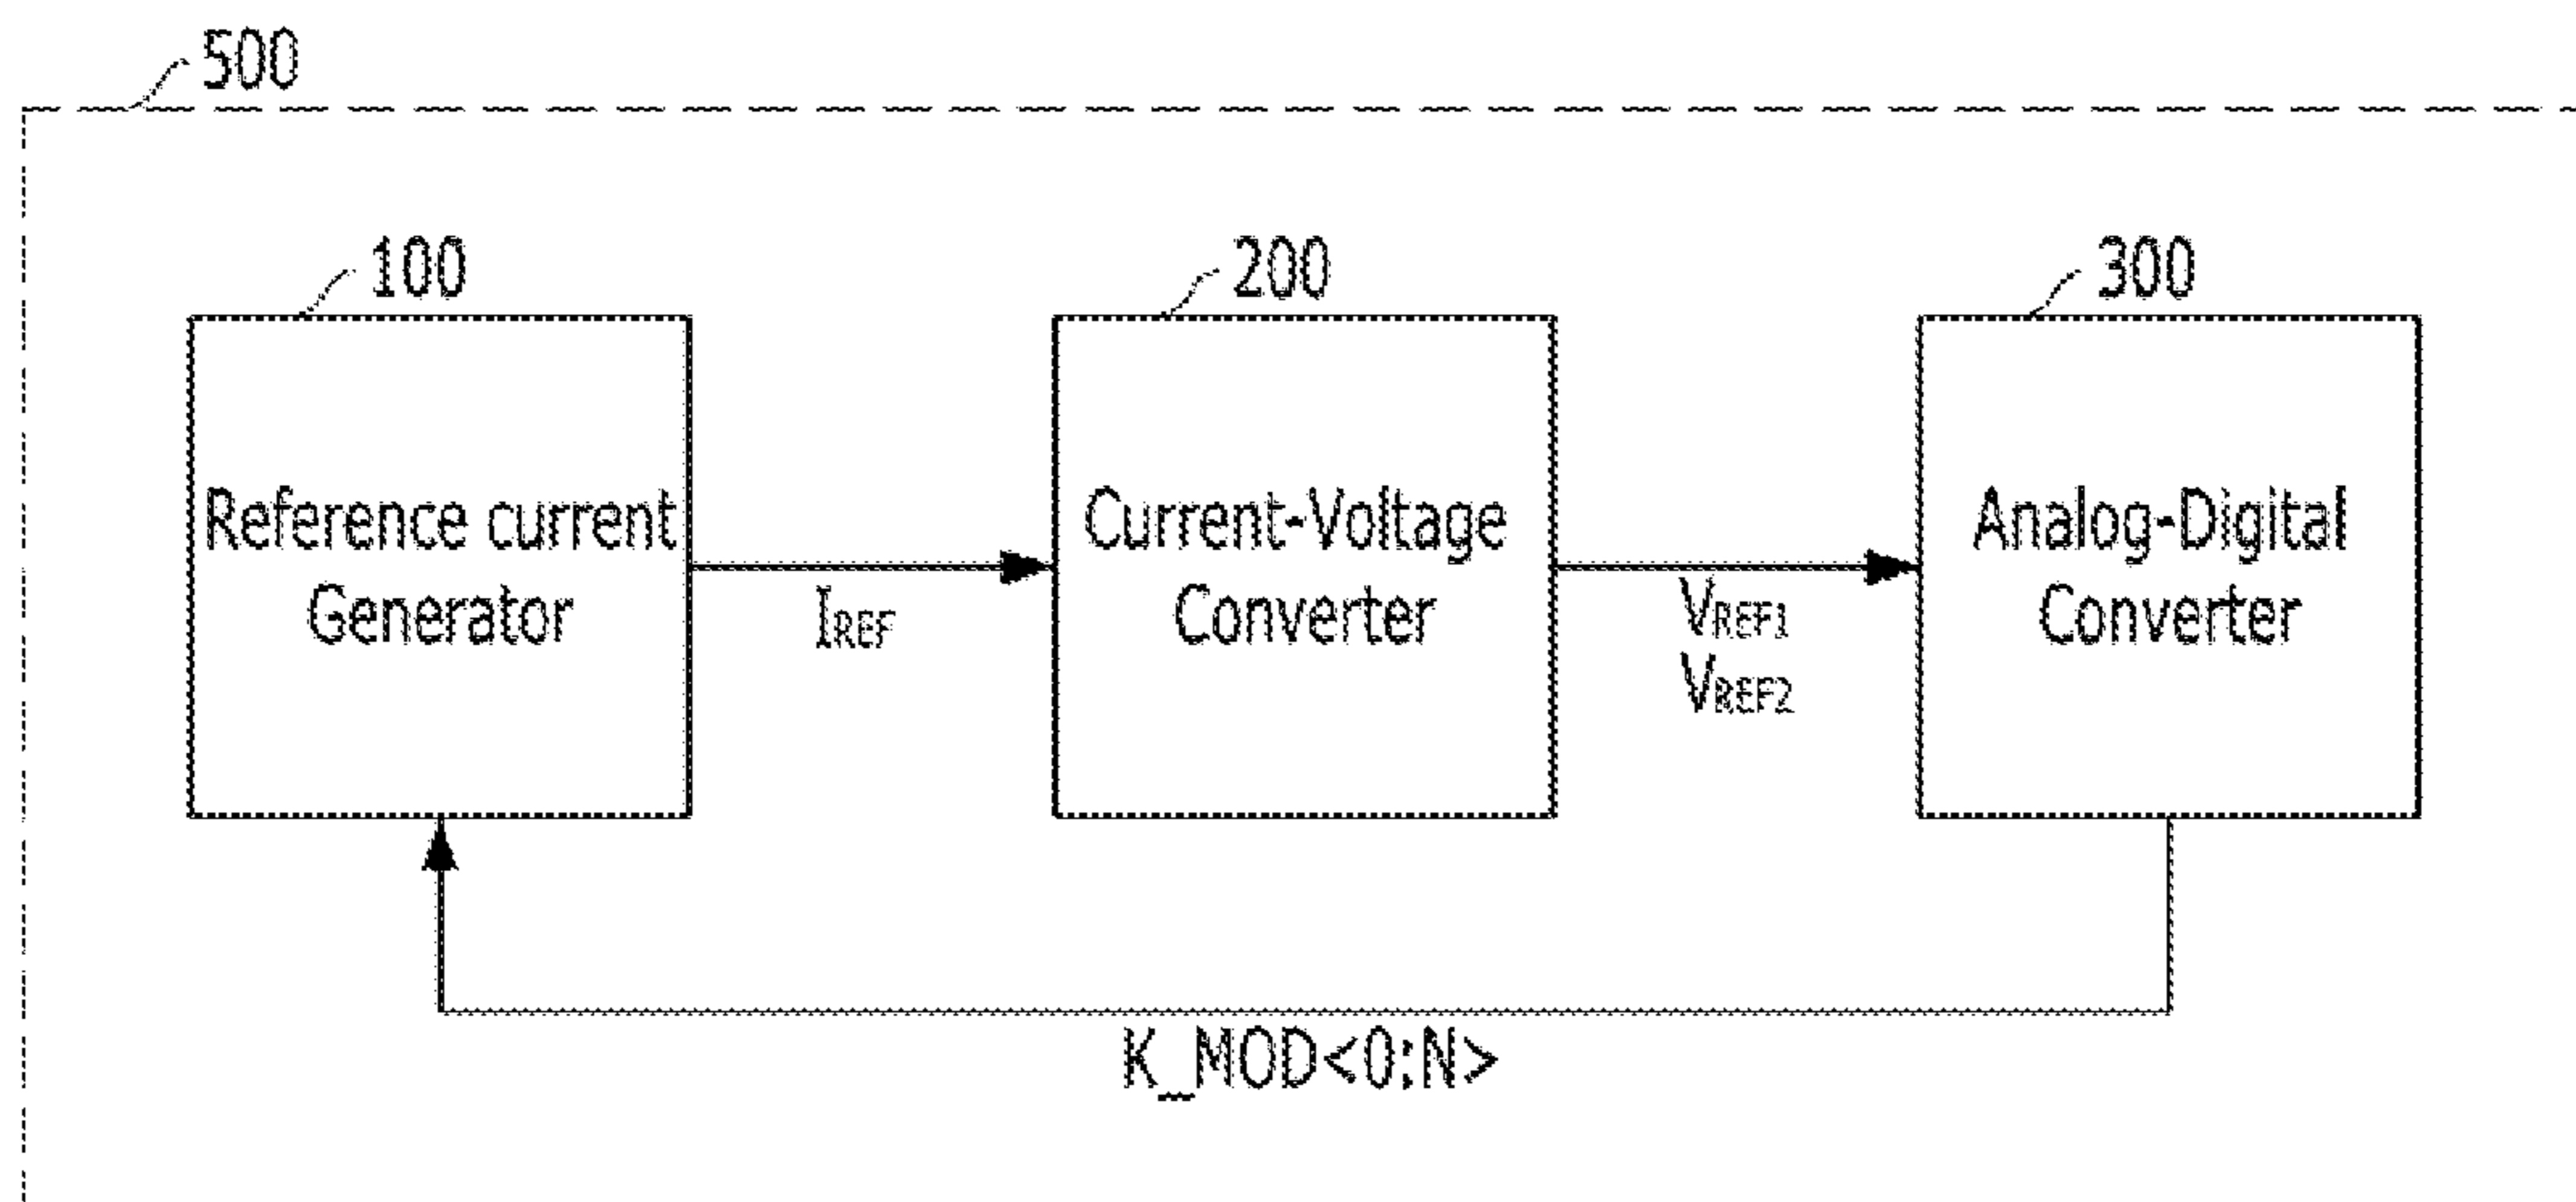 500
100
200
300
Reference current
Generator
Current-Voltage
Converter
Analog-Digital
Converter
IREF
VREF1
VREF2
K_MOD<0:N>